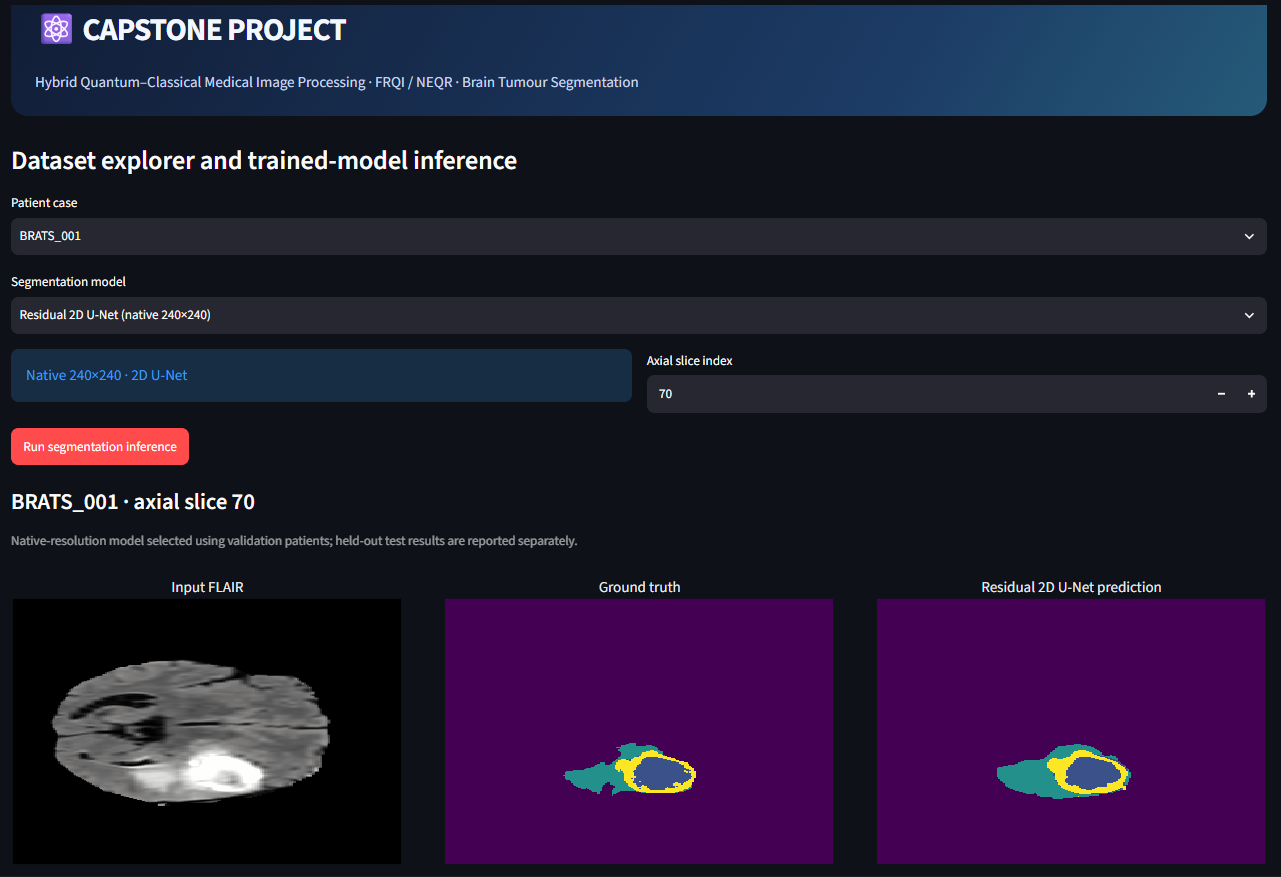 CAPSTONE PROJECT
Hybrid Quantum–Classical Medical Image Processing · FRQI / NEQR · Brain Tumour Segmentation
Dataset explorer and trained-model inference
Patient case
BRATS_001
Segmentation model
Residual 2D U-Net (native 240×240)
Native 240×240 · 2D U-Net
Axial slice index
70
Run segmentation inference
BRATS_001 · axial slice 70
Native-resolution model selected using validation patients; held-out test results are reported separately.
Input FLAIR
Ground truth
Residual 2D U-Net prediction